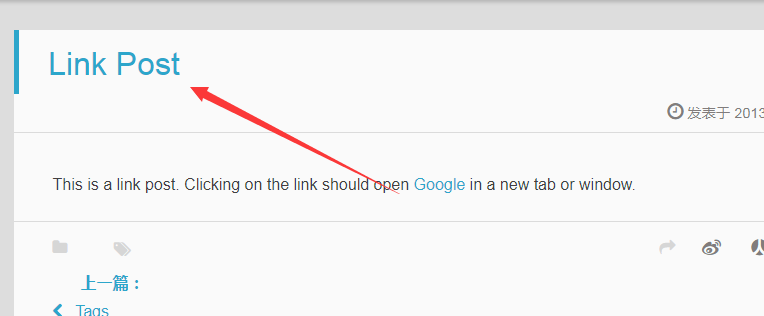 Link Post
发表于 2013
This is a link post. Clicking on the link should open Google in a new tab or window.
上一篇：
Tags